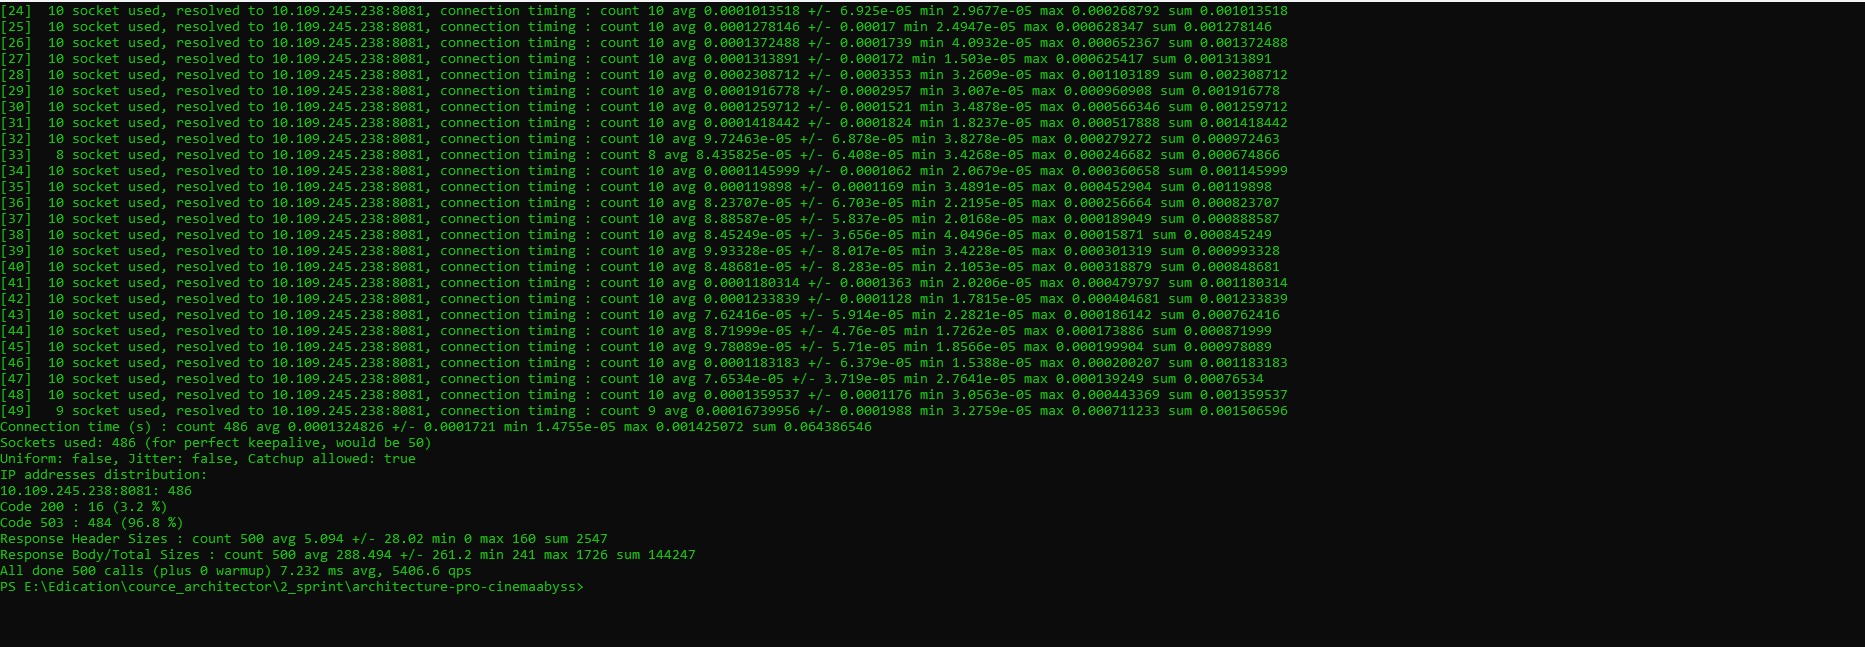 [24]  10 socket used, resolved to 10.109.245.238:8081, connection timing : count 10 avg 0.0001013518 +/- 6.925e-05 min 2.9677e-05 max 0.000268792 sum 0.001013518
[25]  10 socket used, resolved to 10.109.245.238:8081, connection timing : count 10 avg 0.0001278146 +/- 0.00017 min 2.4947e-05 max 0.000628347 sum 0.001278146
[26]  10 socket used, resolved to 10.109.245.238:8081, connection timing : count 10 avg 0.0001372488 +/- 0.0001739 min 4.0932e-05 max 0.000652367 sum 0.001372488
[27]  10 socket used, resolved to 10.109.245.238:8081, connection timing : count 10 avg 0.0001313891 +/- 0.000172 min 1.503e-05 max 0.000625417 sum 0.001313891
[28]  10 socket used, resolved to 10.109.245.238:8081, connection timing : count 10 avg 0.0002308712 +/- 0.0003353 min 3.2609e-05 max 0.001103189 sum 0.002308712
[29]  10 socket used, resolved to 10.109.245.238:8081, connection timing : count 10 avg 0.0001916778 +/- 0.0002957 min 3.007e-05 max 0.000960908 sum 0.001916778
[30]  10 socket used, resolved to 10.109.245.238:8081, connection timing : count 10 avg 0.0001259712 +/- 0.0001521 min 3.4878e-05 max 0.000566346 sum 0.001259712
[31]  10 socket used, resolved to 10.109.245.238:8081, connection timing : count 10 avg 0.0001418442 +/- 0.0001824 min 1.8237e-05 max 0.000517888 sum 0.001418442
[32]  10 socket used, resolved to 10.109.245.238:8081, connection timing : count 10 avg 9.72463e-05 +/- 6.878e-05 min 3.8278e-05 max 0.000279272 sum 0.000972463
[33]   8 socket used, resolved to 10.109.245.238:8081, connection timing : count 8 avg 8.435825e-05 +/- 6.408e-05 min 3.4268e-05 max 0.000246682 sum 0.000674866
[34]  10 socket used, resolved to 10.109.245.238:8081, connection timing : count 10 avg 0.0001145999 +/- 0.0001062 min 2.0679e-05 max 0.000360658 sum 0.001145999
[35]  10 socket used, resolved to 10.109.245.238:8081, connection timing : count 10 avg 0.000119898 +/- 0.0001169 min 3.4891e-05 max 0.000452904 sum 0.00119898
[36]  10 socket used, resolved to 10.109.245.238:8081, connection timing : count 10 avg 8.23707e-05 +/- 6.703e-05 min 2.2195e-05 max 0.000256664 sum 0.000823707
[37]  10 socket used, resolved to 10.109.245.238:8081, connection timing : count 10 avg 8.88587e-05 +/- 5.837e-05 min 2.0168e-05 max 0.000189049 sum 0.000888587
[38]  10 socket used, resolved to 10.109.245.238:8081, connection timing : count 10 avg 8.45249e-05 +/- 3.656e-05 min 4.0496e-05 max 0.00015871 sum 0.000845249
[39]  10 socket used, resolved to 10.109.245.238:8081, connection timing : count 10 avg 9.93328e-05 +/- 8.017e-05 min 3.4228e-05 max 0.000301319 sum 0.000993328
[40]  10 socket used, resolved to 10.109.245.238:8081, connection timing : count 10 avg 8.48681e-05 +/- 8.283e-05 min 2.1053e-05 max 0.000318879 sum 0.000848681
[41]  10 socket used, resolved to 10.109.245.238:8081, connection timing : count 10 avg 0.0001180314 +/- 0.0001363 min 2.0206e-05 max 0.000479797 sum 0.001180314
[42]  10 socket used, resolved to 10.109.245.238:8081, connection timing : count 10 avg 0.0001233839 +/- 0.0001128 min 1.7815e-05 max 0.000404681 sum 0.001233839
[43]  10 socket used, resolved to 10.109.245.238:8081, connection timing : count 10 avg 7.62416e-05 +/- 5.914e-05 min 2.2821e-05 max 0.000186142 sum 0.000762416
[44]  10 socket used, resolved to 10.109.245.238:8081, connection timing : count 10 avg 8.71999e-05 +/- 4.76e-05 min 1.7262e-05 max 0.000173886 sum 0.000871999
[45]  10 socket used, resolved to 10.109.245.238:8081, connection timing : count 10 avg 9.78089e-05 +/- 5.71e-05 min 1.8566e-05 max 0.000199904 sum 0.000978089
[46]  10 socket used, resolved to 10.109.245.238:8081, connection timing : count 10 avg 0.0001183183 +/- 6.379e-05 min 1.5388e-05 max 0.000200207 sum 0.001183183
[47]  10 socket used, resolved to 10.109.245.238:8081, connection timing : count 10 avg 7.6534e-05 +/- 3.719e-05 min 2.7641e-05 max 0.000139249 sum 0.00076534
[48]  10 socket used, resolved to 10.109.245.238:8081, connection timing : count 10 avg 0.0001359537 +/- 0.0001176 min 3.0563e-05 max 0.000443369 sum 0.001359537
[49]   9 socket used, resolved to 10.109.245.238:8081, connection timing : count 9 avg 0.00016739956 +/- 0.0001988 min 3.2759e-05 max 0.000711233 sum 0.001506596
Connection time (s) : count 486 avg 0.0001324826 +/- 0.0001721 min 1.4755e-05 max 0.001425072 sum 0.064386546
Sockets used: 486 (for perfect keepalive, would be 50)
Uniform: false, Jitter: false, Catchup allowed: true
IP addresses distribution:
10.109.245.238:8081: 486
Code 200 : 16 (3.2 %)
Code 503 : 484 (96.8 %)
Response Header Sizes : count 500 avg 5.094 +/- 28.02 min 0 max 160 sum 2547
Response Body/Total Sizes : count 500 avg 288.494 +/- 261.2 min 241 max 1726 sum 144247
All done 500 calls (plus 0 warmup) 7.232 ms avg, 5406.6 qps
PS E:\Edication\cource_architector\2_sprint\architecture-pro-cinemaabyss>